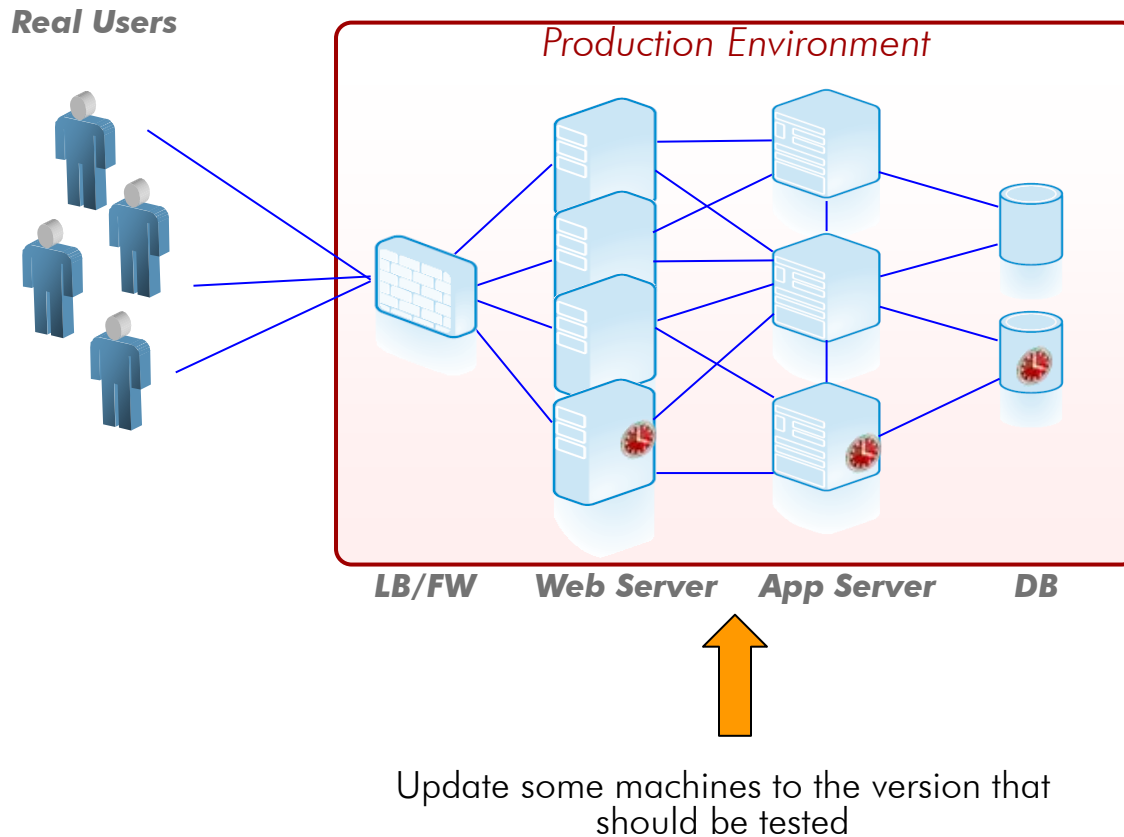 Real Users
Production Environment
LB/FW
Web Server
App Server
DB
Update some machines to the version that
should be tested